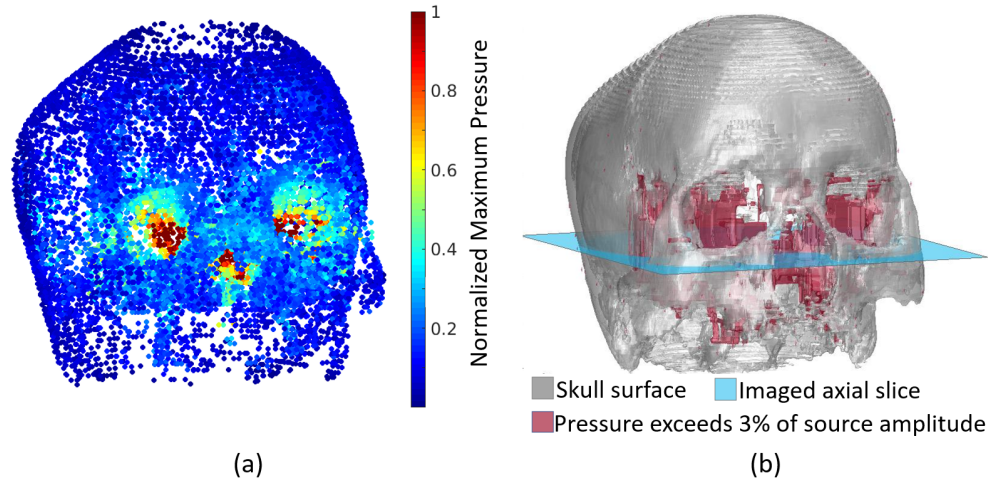 1
0.8
0.6
0.4
0.2
Normalized Maximum Pressure
Skull surface
Imaged axial slice
Pressure exceeds 3% of source amplitude
(a)
(b)